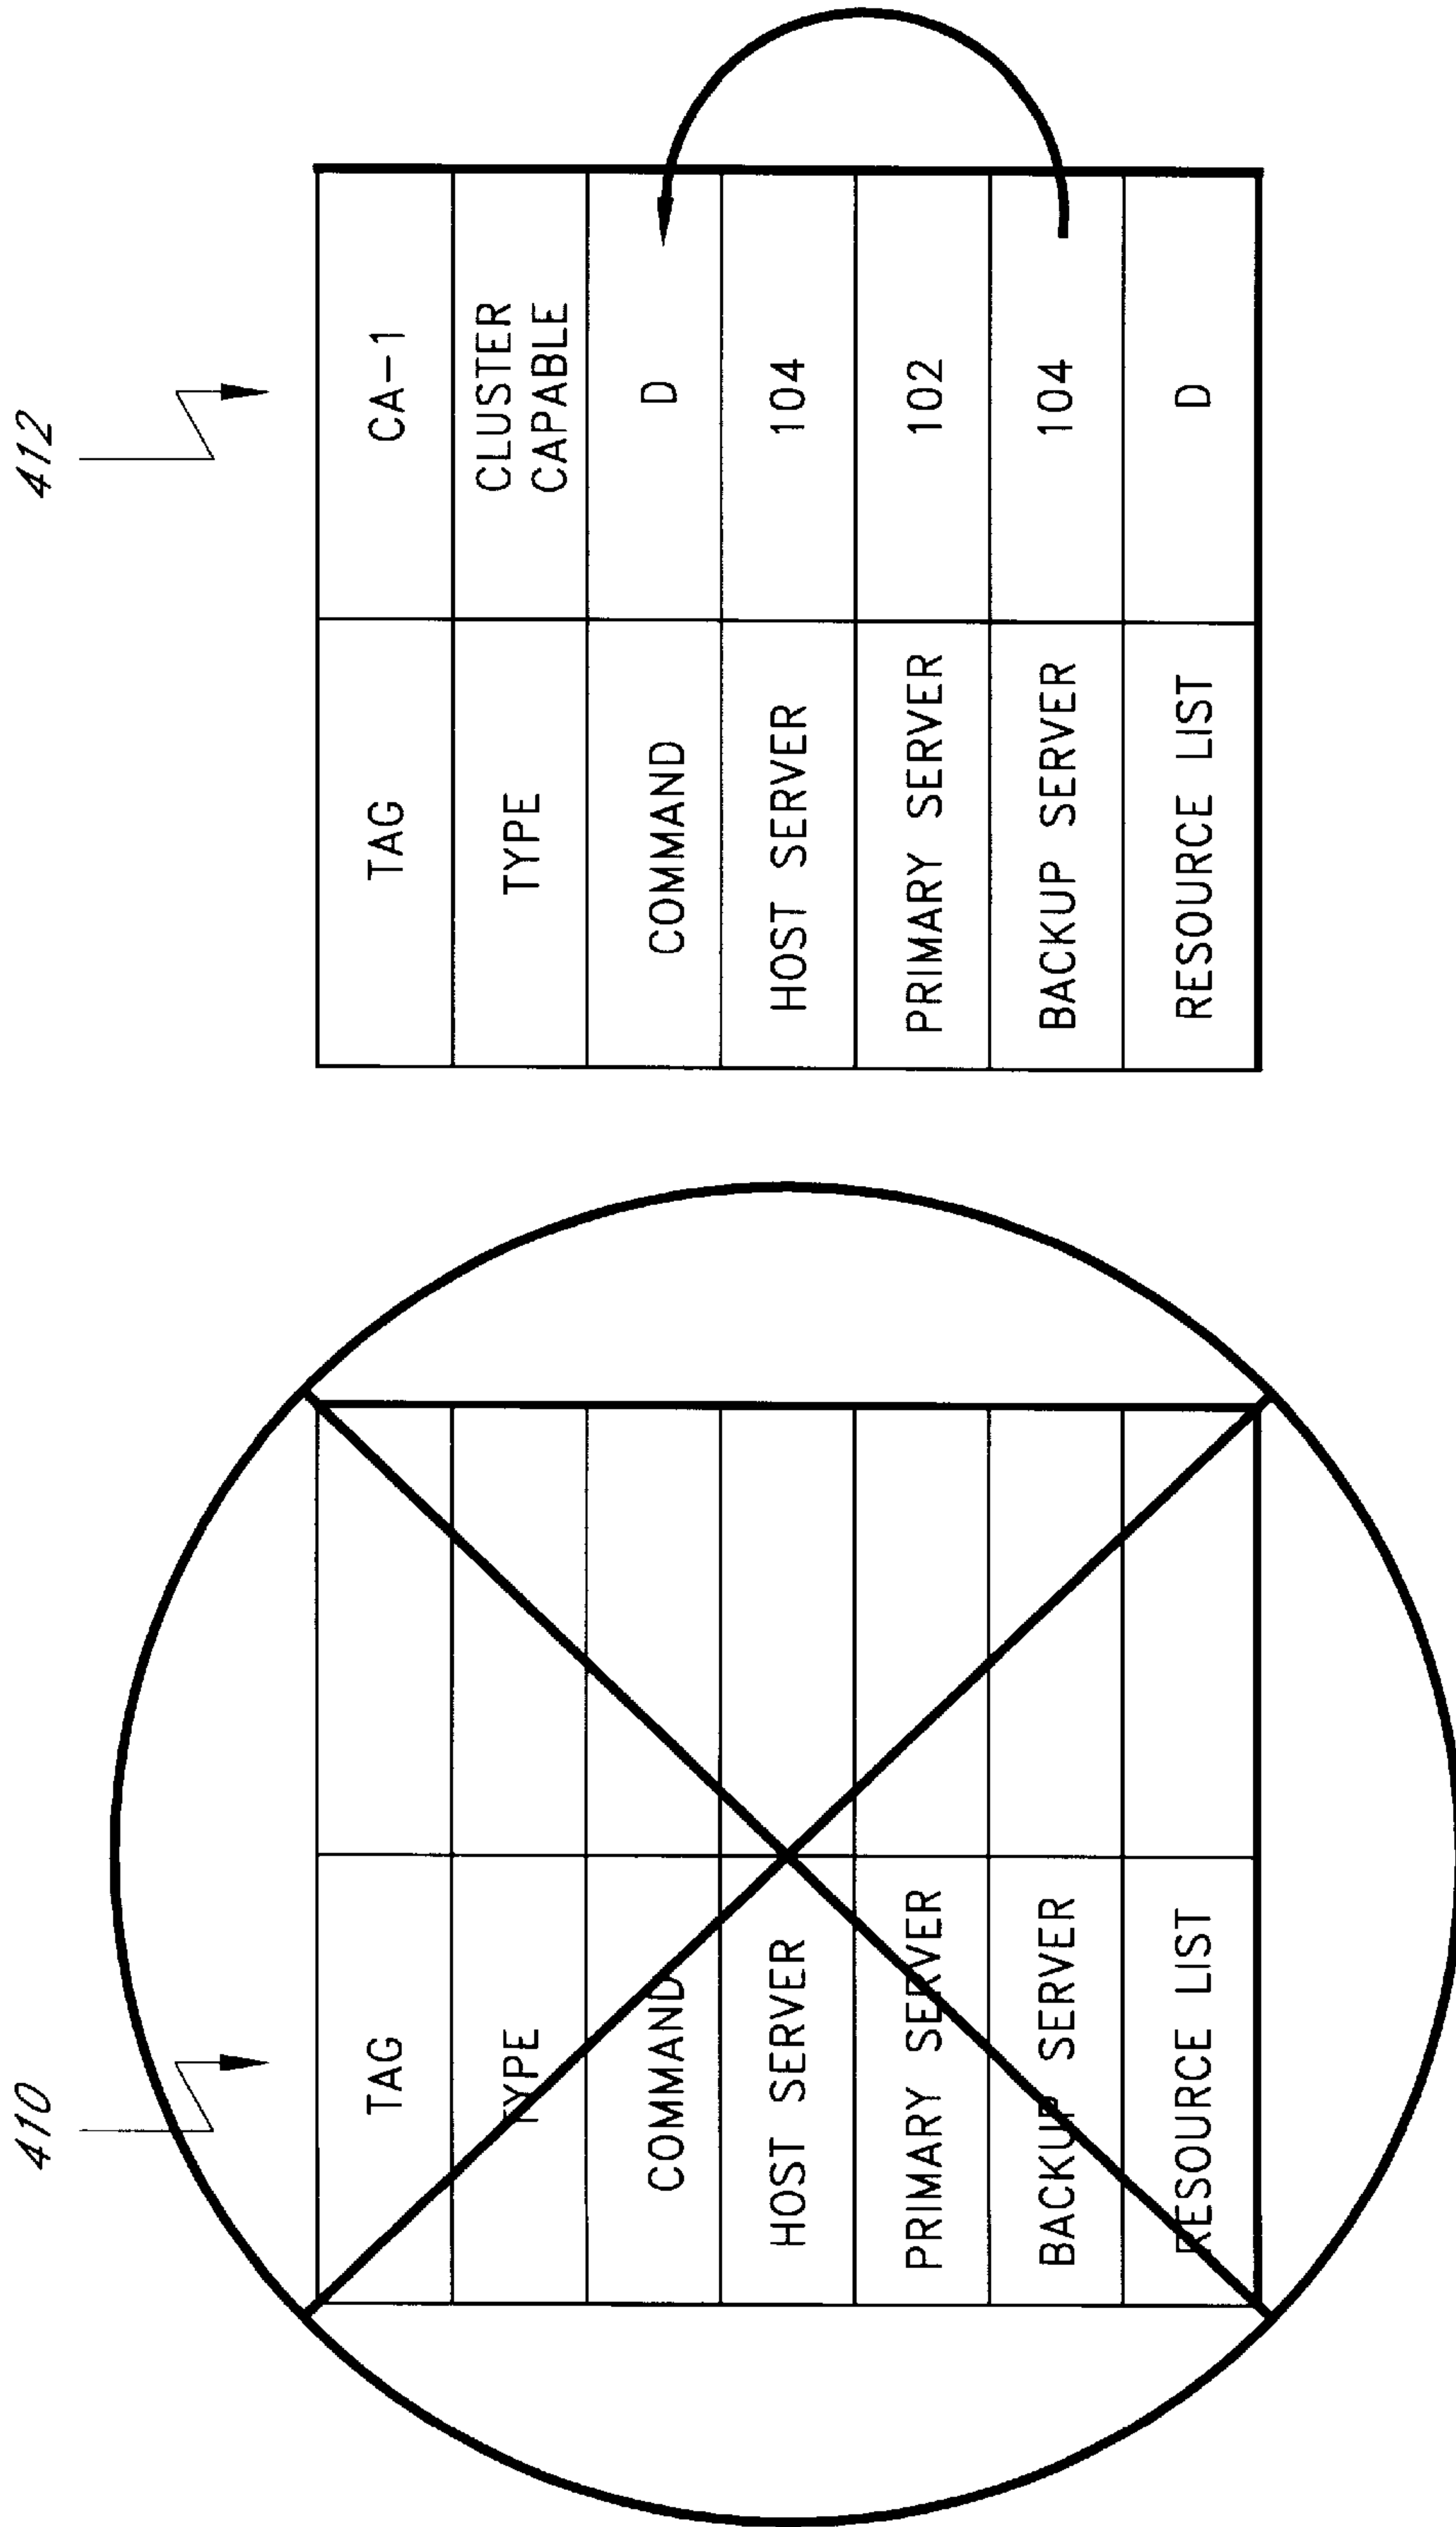 410
TAG
TYPE
COMMAND
HOST SERVER
PRIMARY SERVER
BACKUP SERVER
RESOURCE LIST
412
TAG CA-1
TYPE CLUSTER
CAPABLE
COMMAND D
HOST SERVER 104
PRIMARY SERVER 102
BACKUP SERVER 104
RESOURCE LIST D